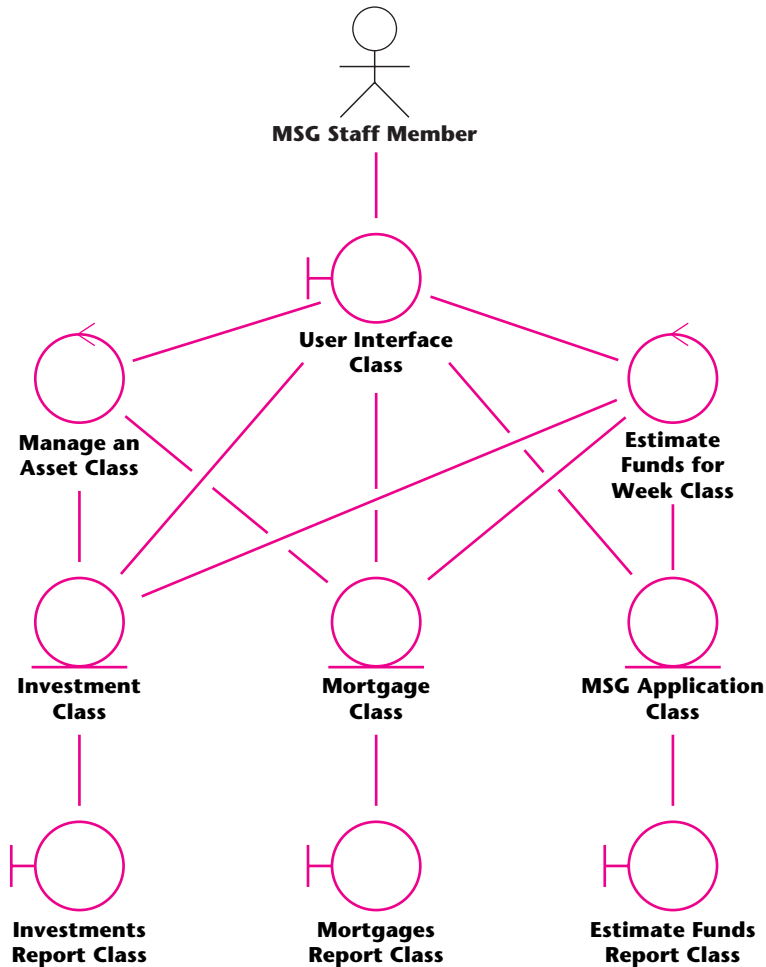 MSG Staff Member
User Interface
Class
Manage an
Asset Class
Estimate
Funds for
Week Class
Investment
Class
Mortgage
Class
MSG Application
Class
Investments
Report Class
Mortgages
Report Class
Estimate Funds
Report Class